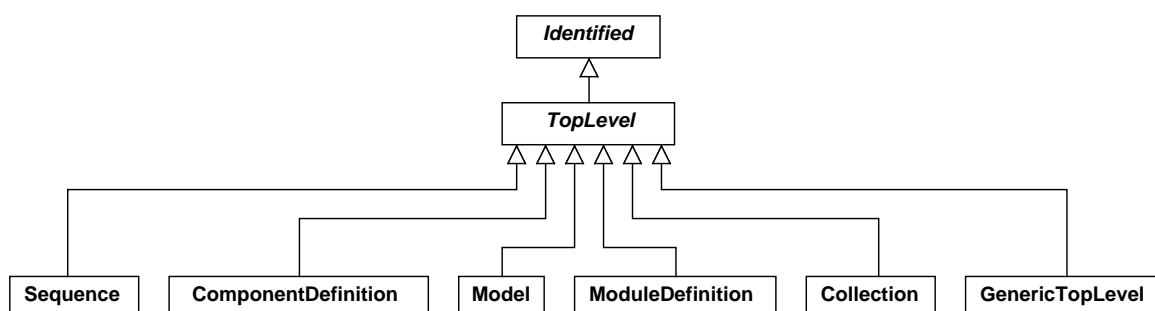 Identified
TopLevel
Sequence
ComponentDefinition
Model
ModuleDefinition
Collection
GenericTopLevel